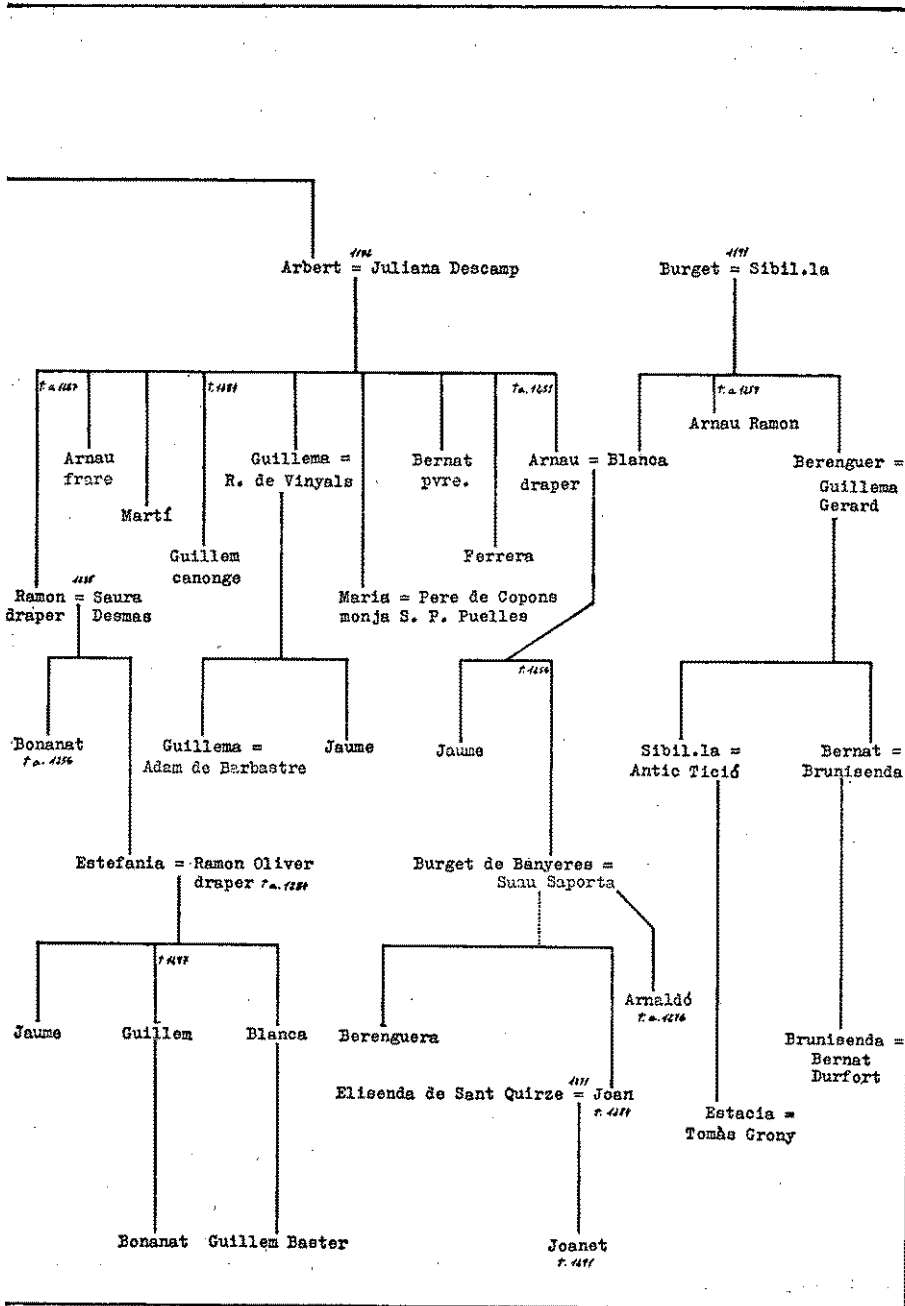 Arbert = Juliana Descamp
Burget = Sibil.la
Arnau Ramon
Arnau
frare
Guillema =
R. de Vinyals
Bernat
pvre.
Arnau = Blanca
draper
Berenguer =
Guillema
Gerard
Martí
Guillem
canonge
Ferrera
Ramon = Saura
draper Desmas
Maria = Pere de Copons
monja S. P. Puelles
Bonanat
Guillema =
Adam de Barbastre
Jaume
Jaume
Sibil.la =
Antic Tició
Bernat =
Brunisenda
† a. 1256
Estefania = Ramon Oliver
draper
Burget de Banyeres =
Suau Saporta
Jaume
Guillem
Blanca
Berenguera
Arnaldó
Brunisenda =
Bernat
Durfort
Elisenda de Sant Quirze = Joan
Estacia =
Tomàs Grony
Bonanat
Guillem Baster
Joanet